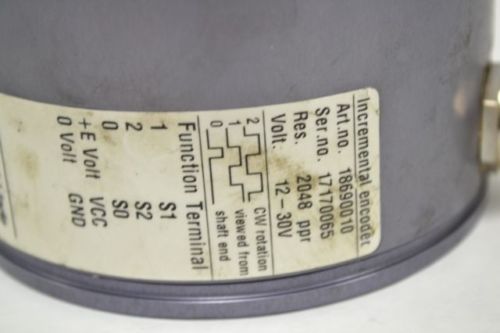 Incremental encoder
Art.no. 18690010
Ser.no. 17170065
Res. 2048 ppr
Volt. 12-30V
2 CW rotation
1 viewed from
0 shaft end
Function Terminal
1 S1
2 S2
0 S0
+E Volt VCC
0 Volt GND